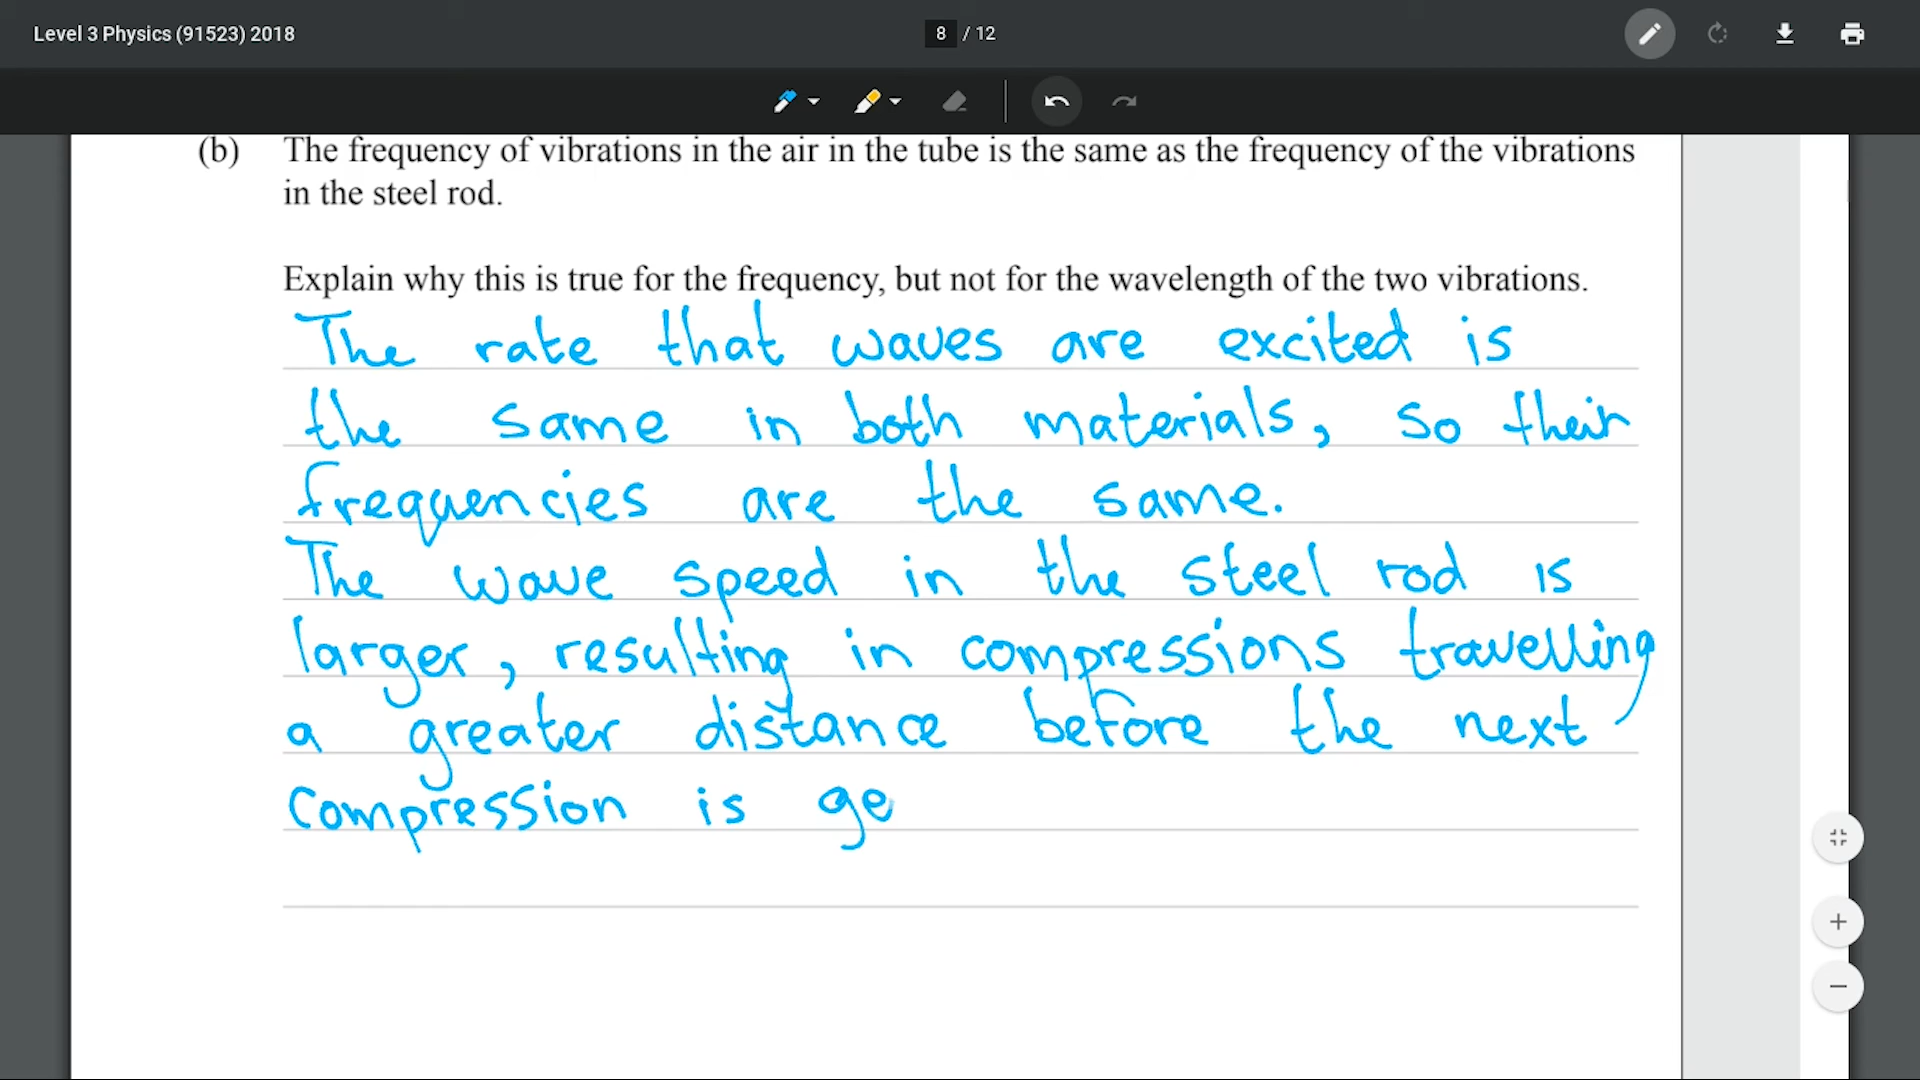 Level 3 Physics (91523) 2018
8 / 12
(b) The frequency of vibrations in the air in the tube is the same as the frequency of the vibrations
in the steel rod.
Explain why this is true for the frequency, but not for the wavelength of the two vibrations.
The rate that waves are excited is
the same in both materials, so their
frequencies are the same.
The wave speed in the steel rod is
larger, resulting in compressions travelling
a greater distance before the next
compression is ge